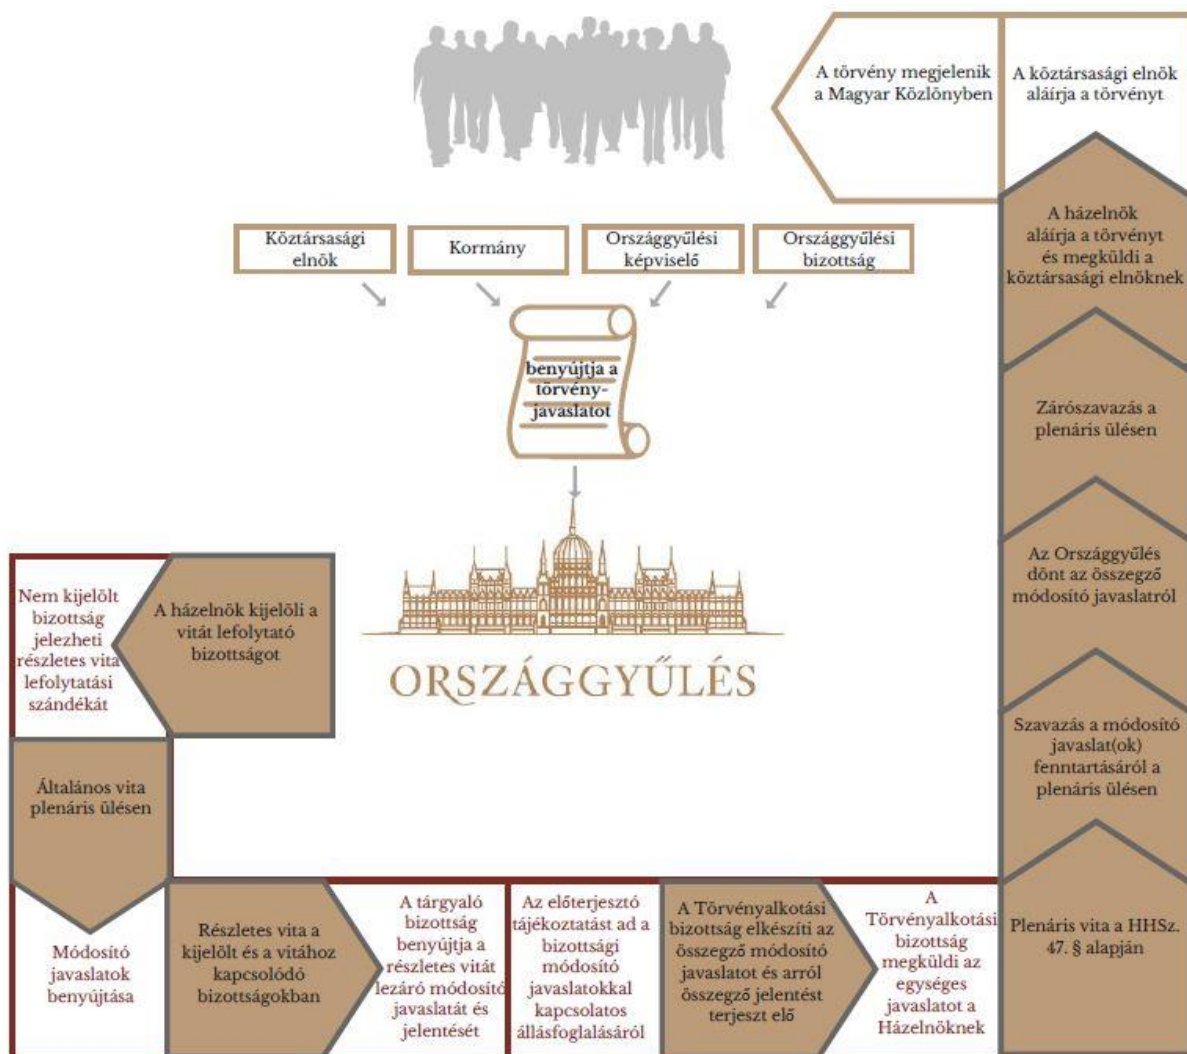 A törvény megjelenik
a Magyar Közlönyben
A köztársasági elnök
aláírja a törvényt
Köztársasági
elnök
Kormány
Országgyűlési
képviselő
Országgyűlési
bizottság
benyújtja a
törvény-
javaslatot
ORSZÁGGYŰLÉS
A házelnök kijelöli a
vitát lefolytató
bizottságot
Nem kijelölt
bizottság
jelezheti
részletes vita
lefolytatási
szándékát
Általános vita
plenáris ülésen
Módosító
javaslatok
benyújtása
Részletes vita a
kijelölt és a vitához
kapcsolódó
bizottságokban
A tárgyaló
bizottság
benyújtja a
részletes vitát
lezáró módosító
javaslatát és
jelentését
Az előterjesztő
tájékoztatást ad a
bizottsági
módosító
javaslatokkal
kapcsolatos
állásfoglalásáról
A Törvényalkotási
bizottság elkészíti az
összegző módosító
javaslatot és arról
összegző jelentést
terjeszt elő
A
Törvényalkotási
bizottság
megküldi az
egységes
javaslatot a
Házelnöknek
Plenáris vita a HHSz.
47. § alapján
Szavazás a módosító
javaslat(ok)
fenntartásáról a
plenáris ülésen
Az Országgyűlés
dönt az összegző
módosító javaslatról
Zárószavazás a
plenáris ülésen
A házelnök
aláírja a törvényt
és megküldi a
köztársasági elnöknek